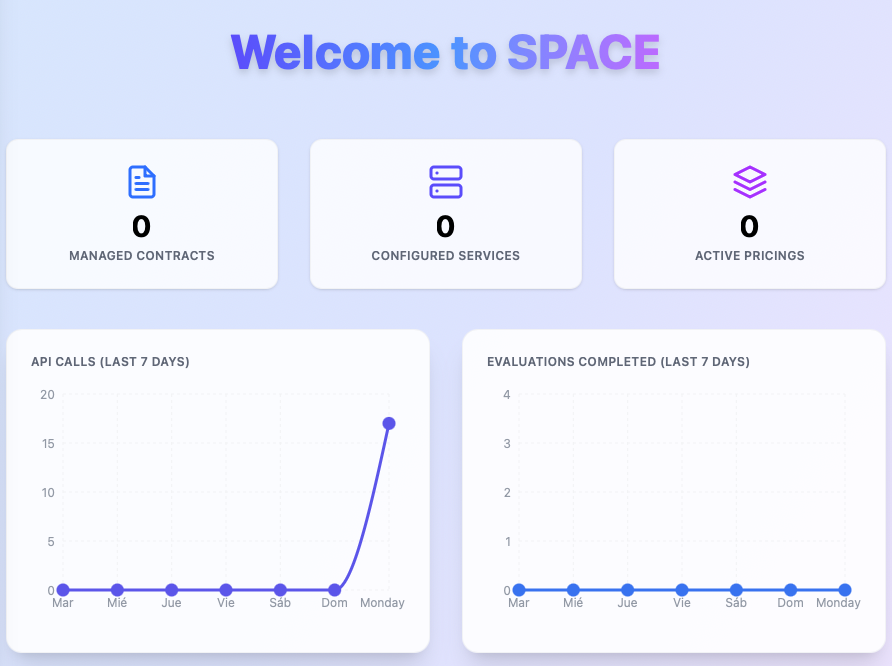 Welcome to SPACE
0
MANAGED CONTRACTS
0
CONFIGURED SERVICES
0
ACTIVE PRICINGS
API CALLS (LAST 7 DAYS)
20
15
10
5
0
Mar Mié Jue Vie Sáb Dom Monday
EVALUATIONS COMPLETED (LAST 7 DAYS)
4
3
2
1
0
Mar Mié Jue Vie Sáb Dom Monday